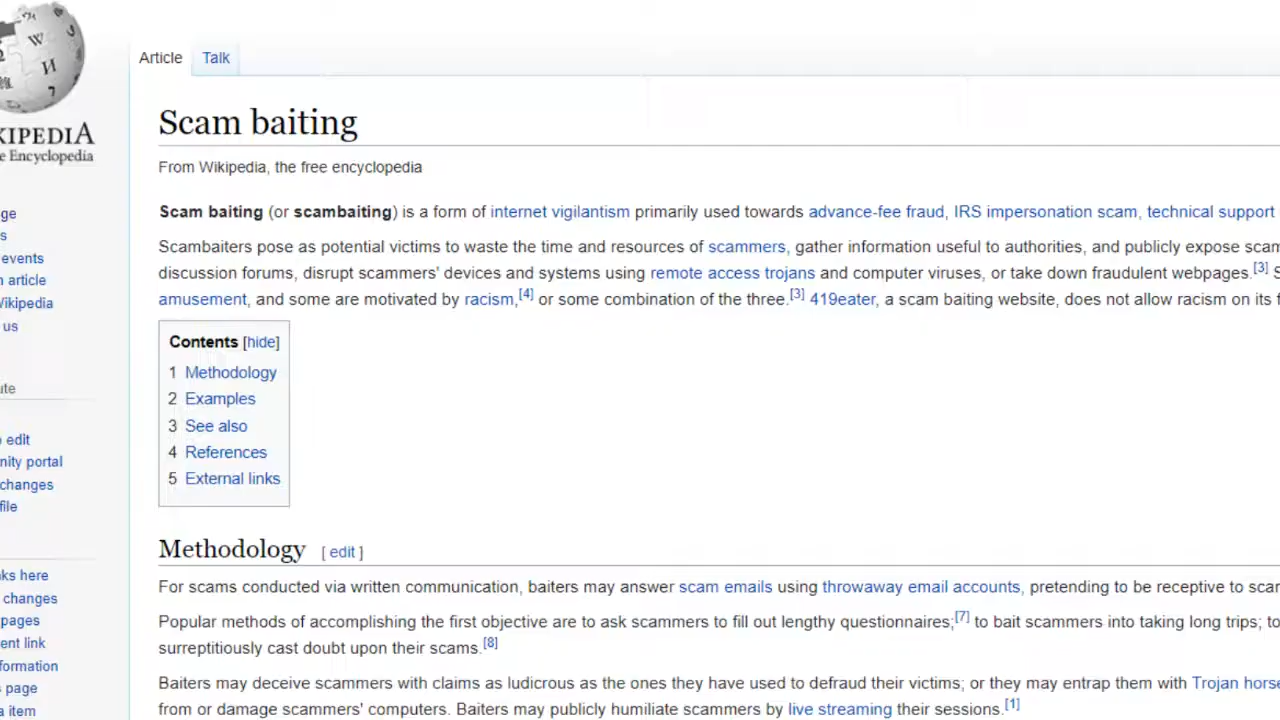 KIPEDIA
e Encyclopedia
ge
s
events
article
Vikipedia
us
edit
nity portal
changes
file
ks here
changes
pages
ent link
formation
page
item
Article Talk
Scam baiting
From Wikipedia, the free encyclopedia
Scam baiting (or scambaiting) is a form of internet vigilantism primarily used towards advance-fee fraud, IRS impersonation scam, technical support
Scambaiters pose as potential victims to waste the time and resources of scammers, gather information useful to authorities, and publicly expose scam
discussion forums, disrupt scammers' devices and systems using remote access trojans and computer viruses, or take down fraudulent webpages.[3] S
amusement, and some are motivated by racism,[4] or some combination of the three.[3] 419eater, a scam baiting website, does not allow racism on its f
Contents [hide]
1 Methodology
2 Examples
3 See also
4 References
5 External links
Methodology [ edit ]
For scams conducted via written communication, baiters may answer scam emails using throwaway email accounts, pretending to be receptive to scar
Popular methods of accomplishing the first objective are to ask scammers to fill out lengthy questionnaires;[7] to bait scammers into taking long trips; to
surreptitiously cast doubt upon their scams.[8]
Baiters may deceive scammers with claims as ludicrous as the ones they have used to defraud their victims; or they may entrap them with Trojan horse
from or damage scammers' computers. Baiters may publicly humiliate scammers by live streaming their sessions.[1]